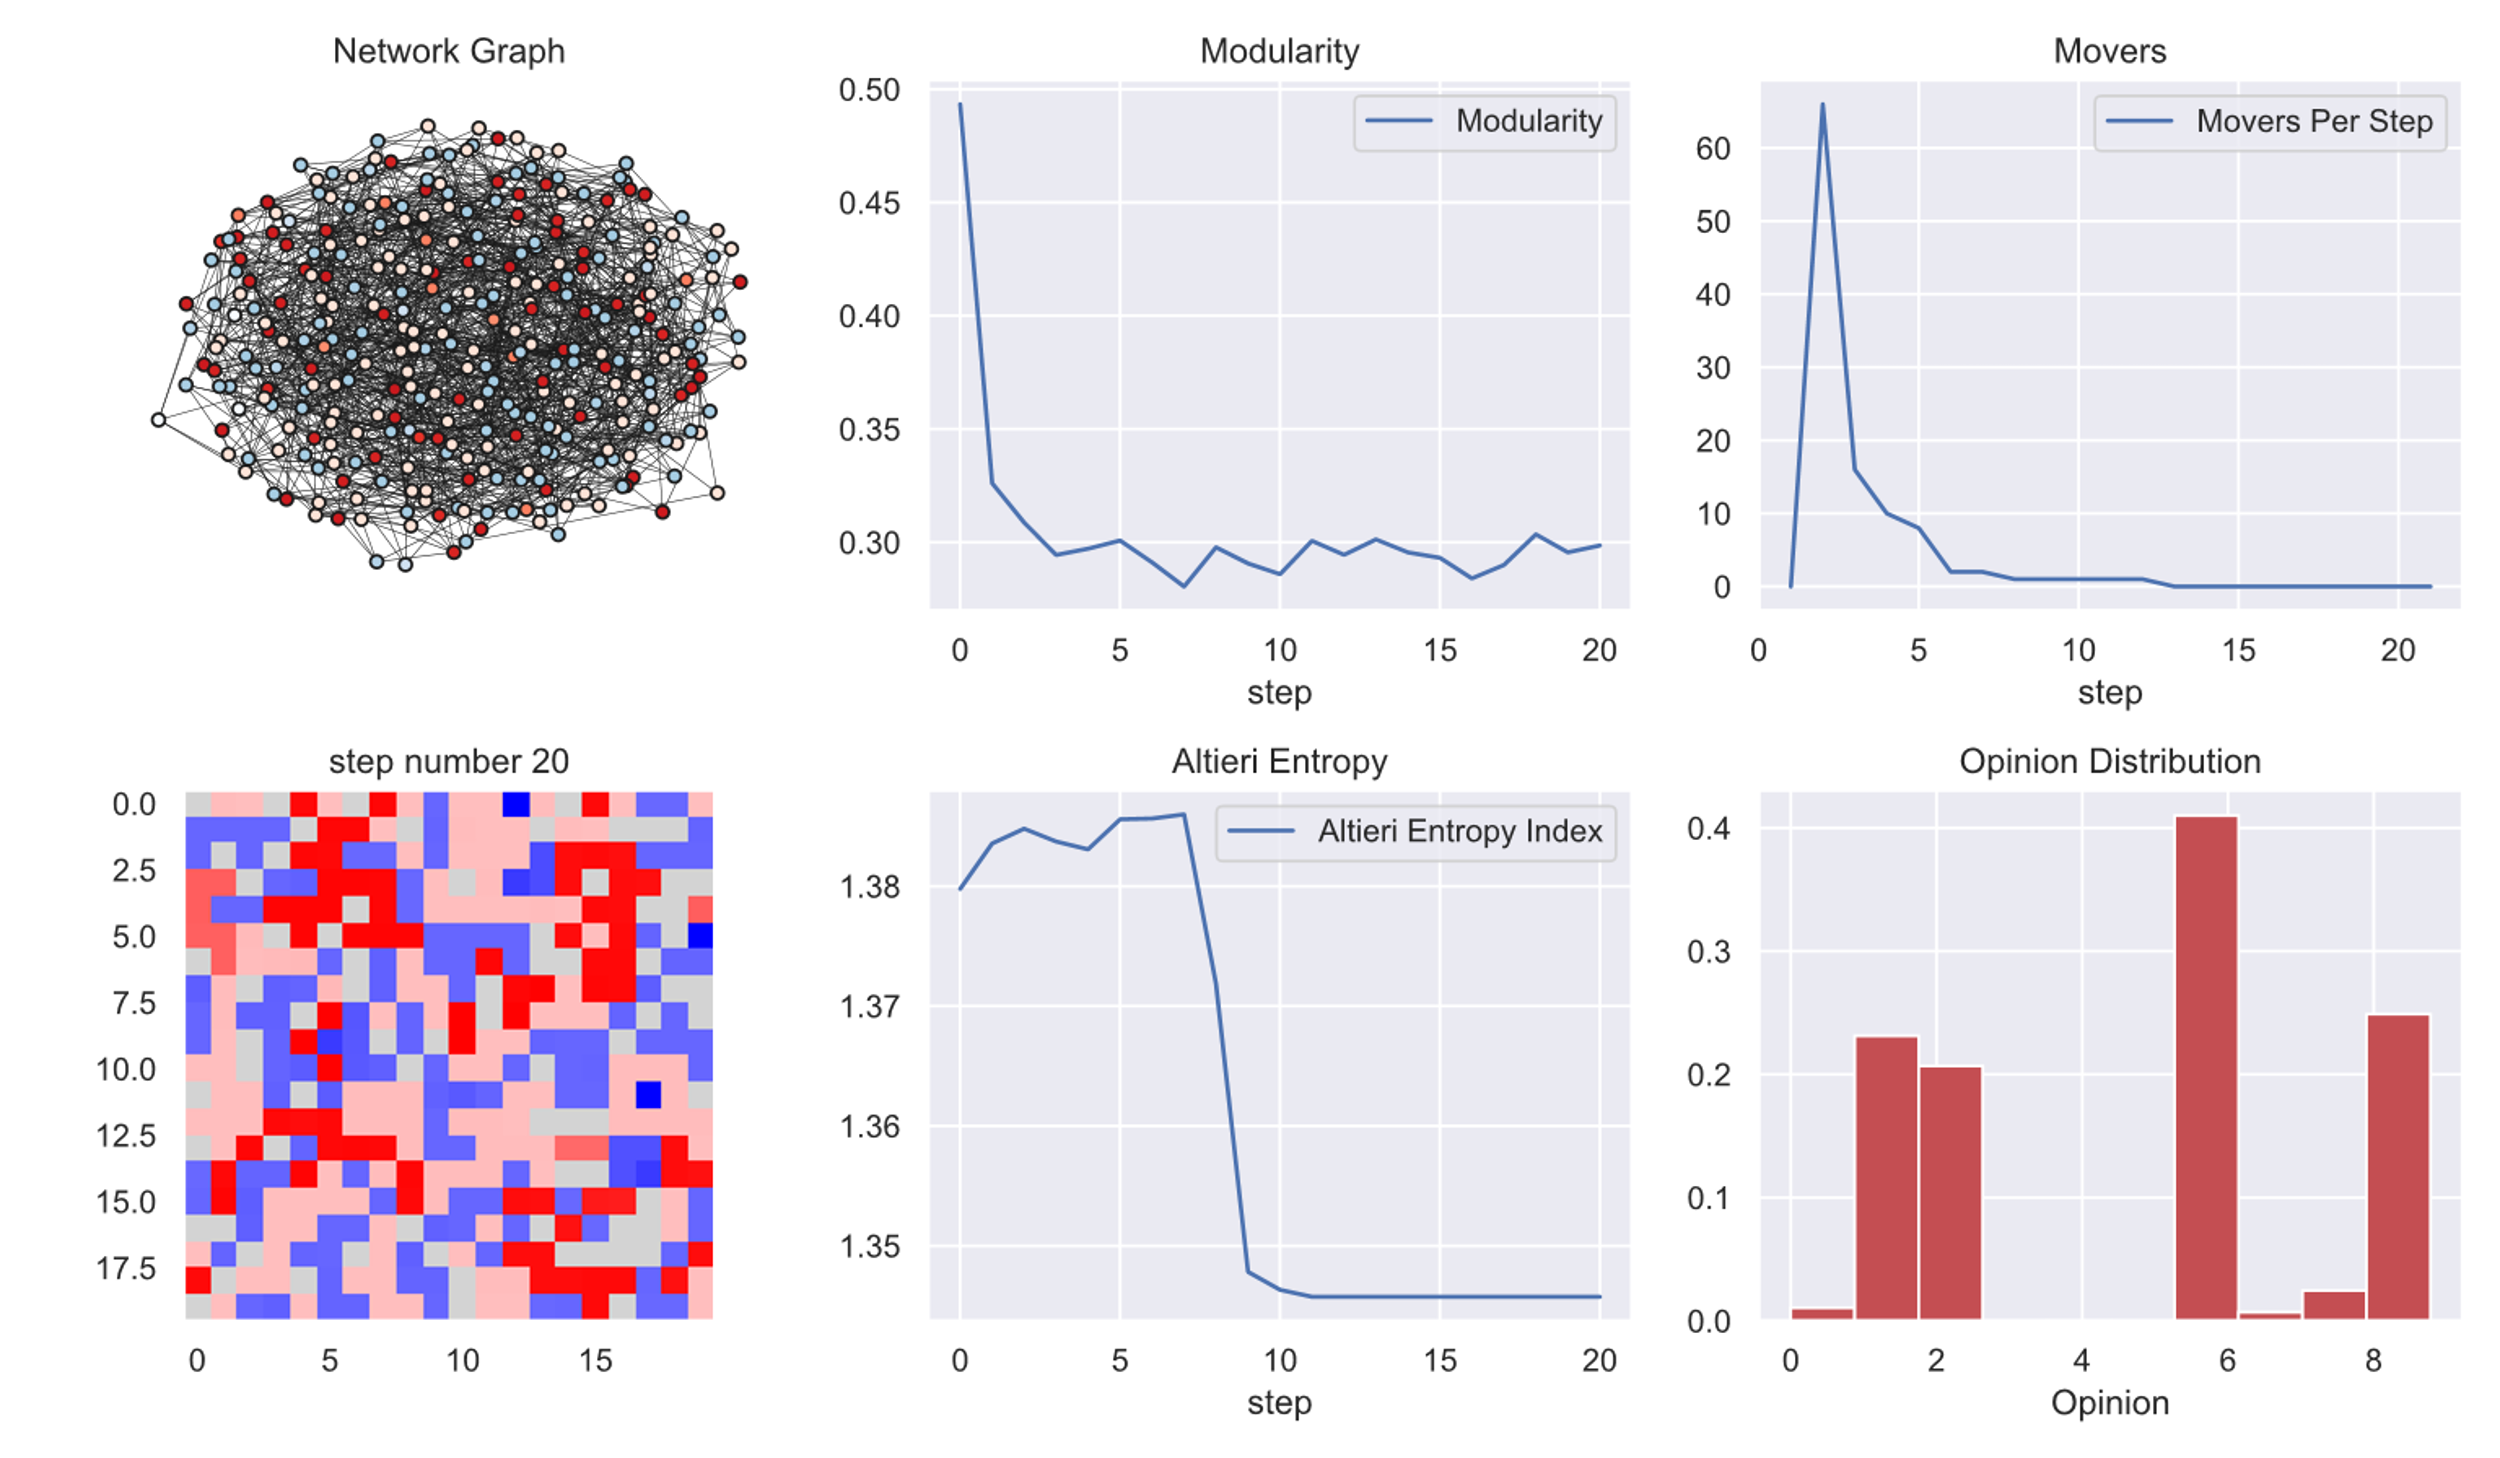 Network Graph
Modularity
0.50
0.45
0.40
0.35
0.30
Modularity
0 5 10 15 20
step
Movers
60
50
40
30
20
10
0
Movers Per Step
0 5 10 15 20
step
step number 20
0.0
2.5
5.0
7.5
10.0
12.5
15.0
17.5
0 5 10 15
Altieri Entropy
1.38
1.37
1.36
1.35
Altieri Entropy Index
0 5 10 15 20
step
Opinion Distribution
0.4
0.3
0.2
0.1
0.0
0 2 4 6 8
Opinion